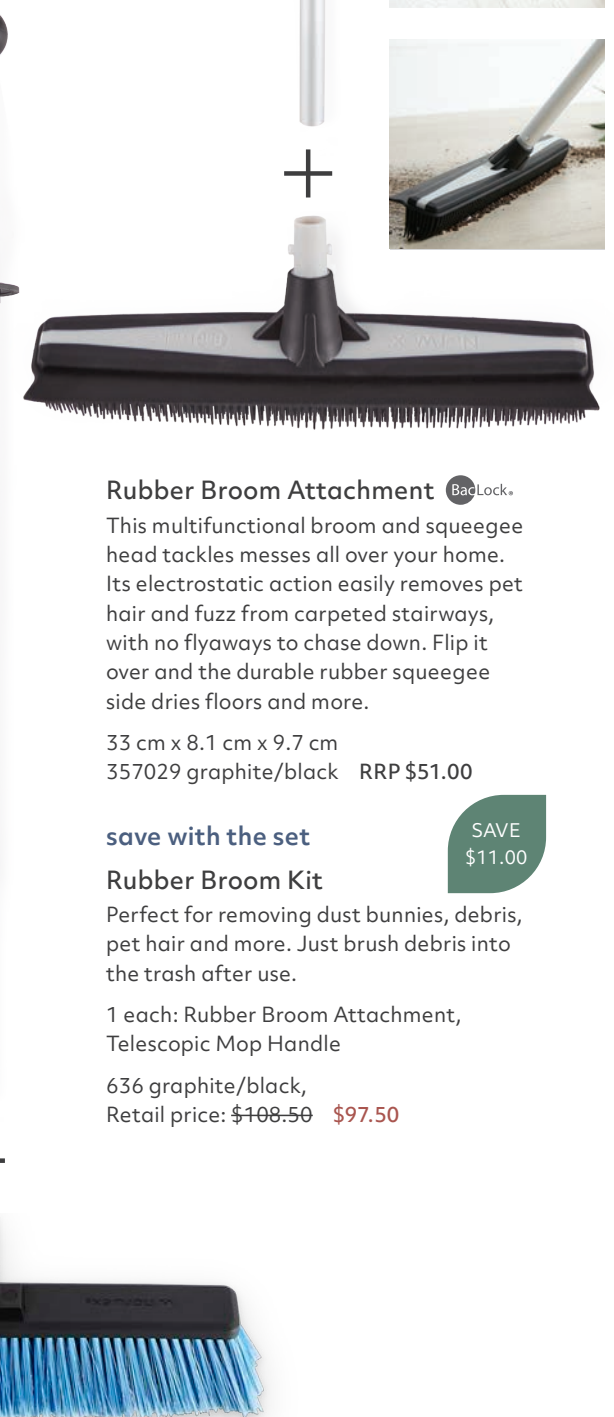 Rubber Broom Attachment BacLock®
This multifunctional broom and squeegee
head tackles messes all over your home.
Its electrostatic action easily removes pet
hair and fuzz from carpeted stairways,
with no flyaways to chase down. Flip it
over and the durable rubber squeegee
side dries floors and more.
33 cm x 8.1 cm x 9.7 cm
357029 graphite/black RRP $51.00
save with the set
SAVE
$11.00
Rubber Broom Kit
Perfect for removing dust bunnies, debris,
pet hair and more. Just brush debris into
the trash after use.
1 each: Rubber Broom Attachment,
Telescopic Mop Handle
636 graphite/black,
Retail price: $108.50 $97.50